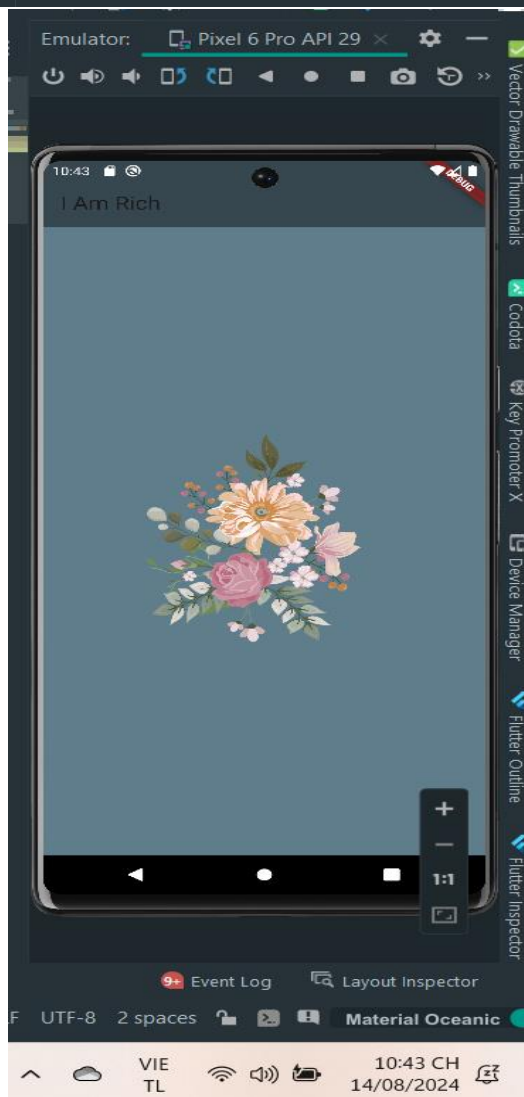 Emulator: Pixel 6 Pro API 29
10:43
DEBUG
I Am Rich
1:1
Vector Drawable Thumbnails
Codota
Key Promoter X
Device Manager
Flutter Outline
Flutter Inspector
9+ Event Log Layout Inspector
F UTF-8 2 spaces Material Oceanic
VIE 10:43 CH
TL 14/08/2024